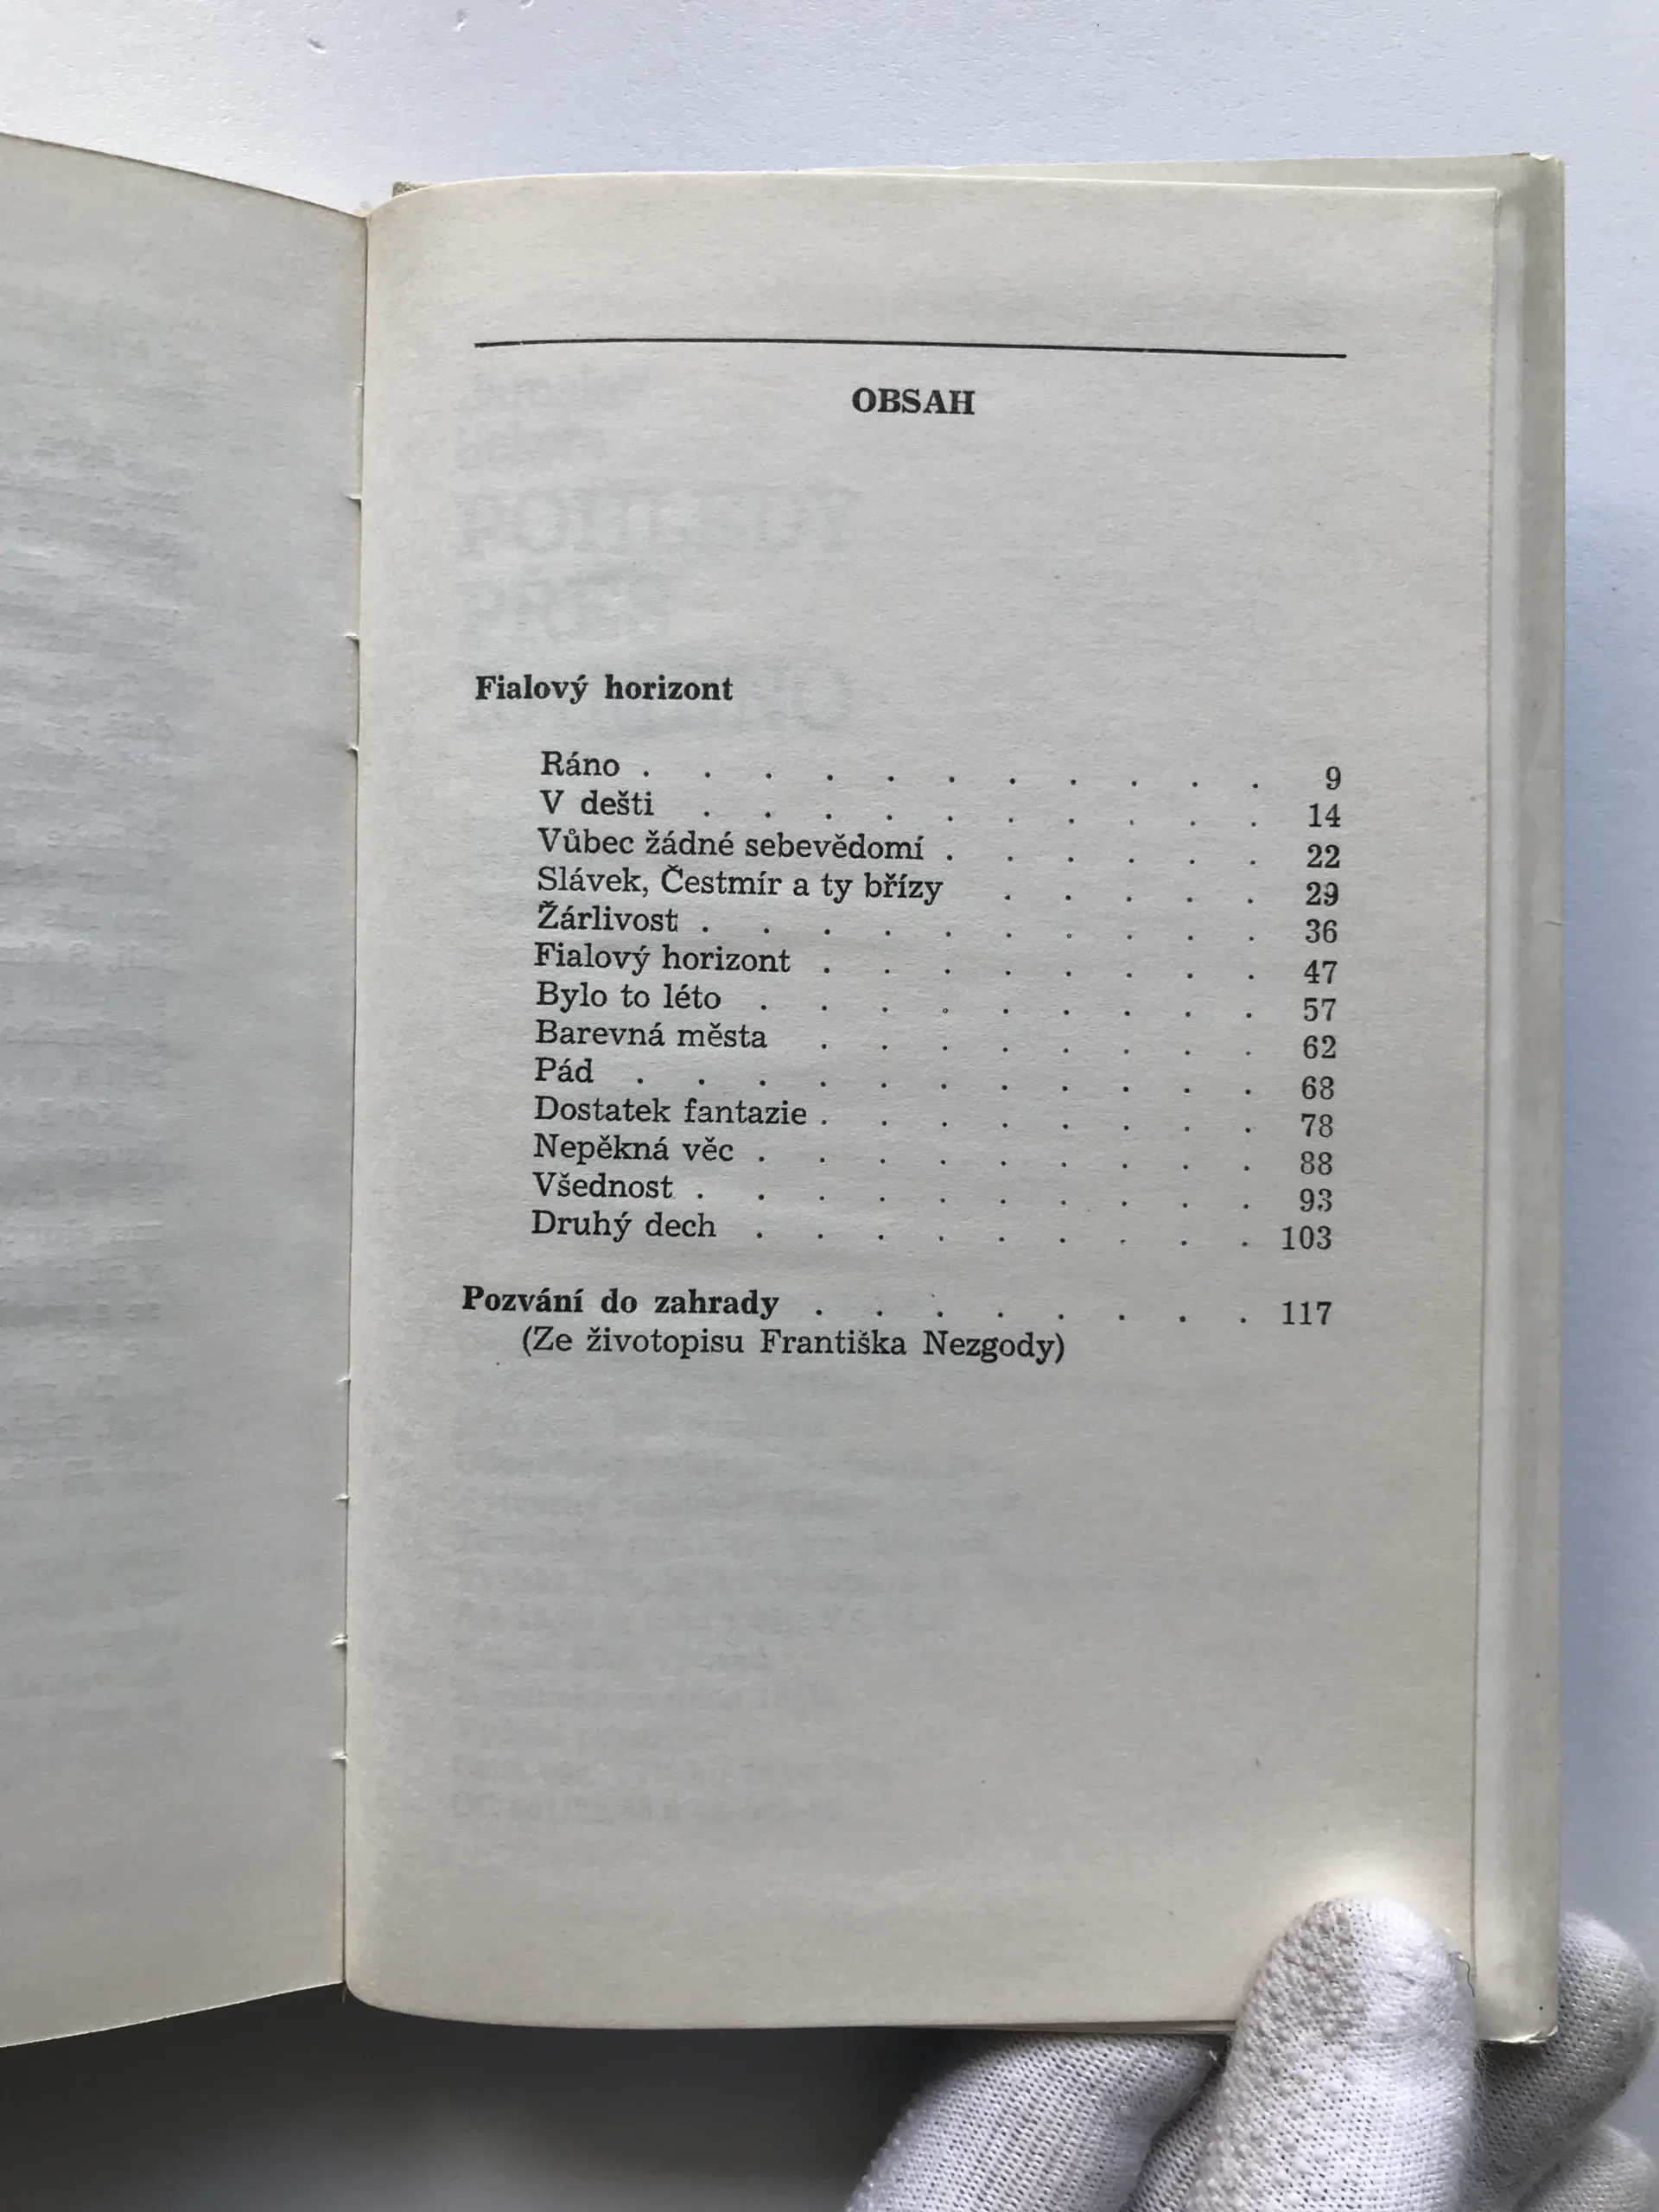 OBSAH
Fialový horizont
Ráno . . . . . . . . . . . 9
V dešti . . . . . . . . . . 14
Vůbec žádné sebevědomí . . . . . . 22
Slávek, Čestmír a ty břízy . . . . . 29
Žárlivost . . . . . . . . . . 36
Fialový horizont . . . . . . . . 47
Bylo to léto . . . . . . . . . 57
Barevná města . . . . . . . . 62
Pád . . . . . . . . . . . 68
Dostatek fantazie . . . . . . . . 78
Nepěkná věc . . . . . . . . . 88
Všednost . . . . . . . . . . 93
Druhý dech . . . . . . . . . 103
Pozvání do zahrady . . . . . . . . 117
(Ze životopisu Františka Nezgody)